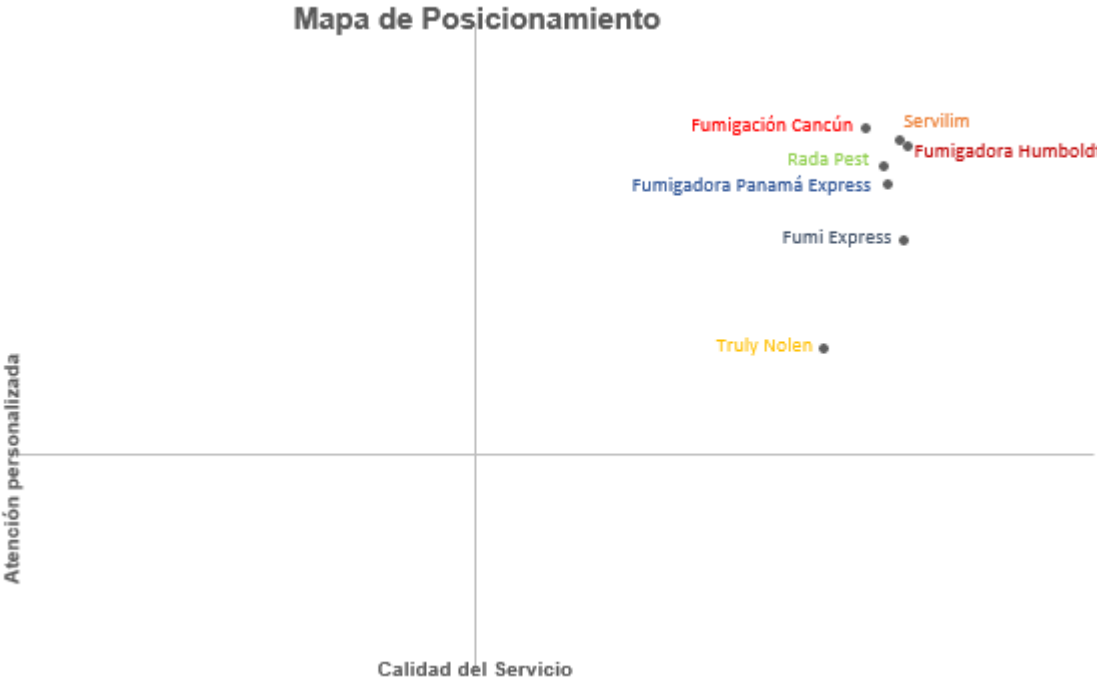 Mapa de Posicionamiento
Servilim
Fumigación Cancún
Fumigadora Humboldt
Rada Pest
Fumigadora Panamá Express
Fumi Express
Truly Nolen
Atención personalizada
Calidad del Servicio